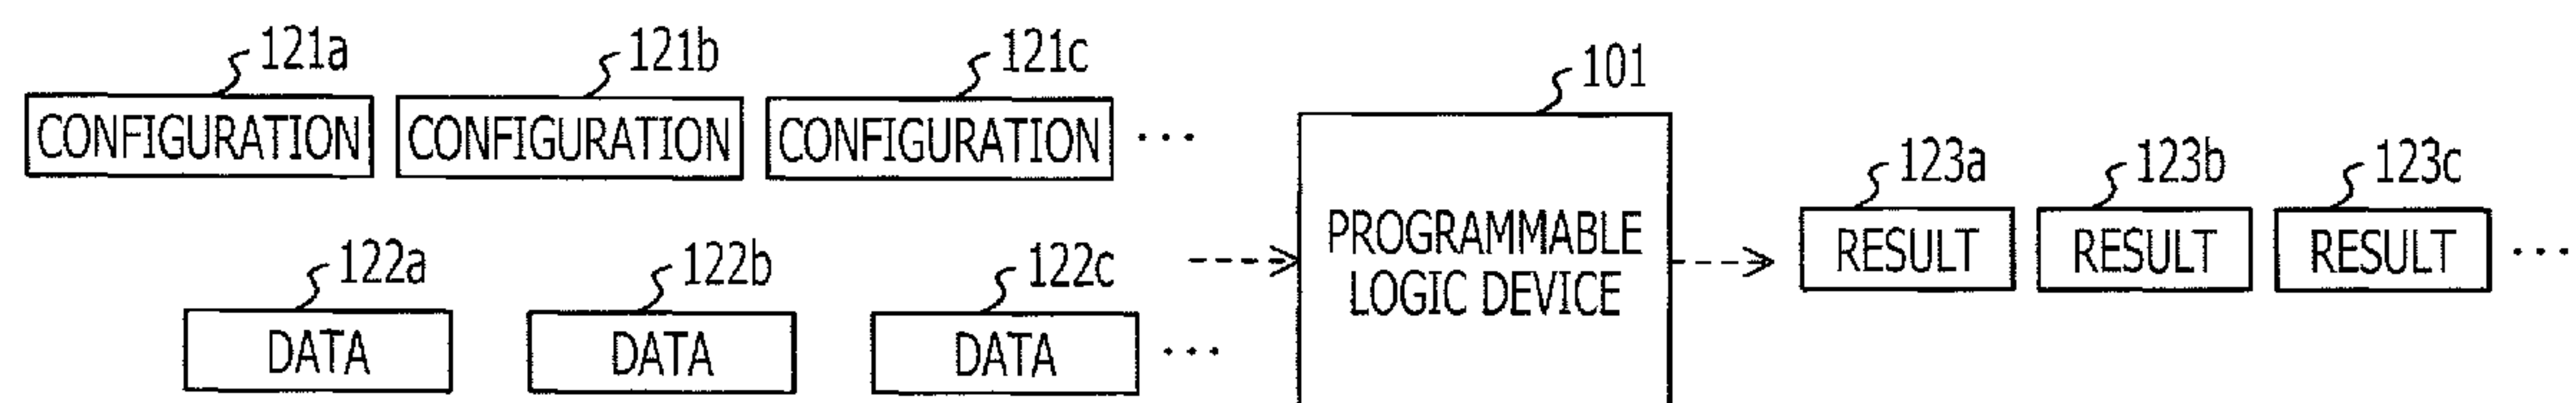 121a 121b 121c 101
CONFIGURATION CONFIGURATION CONFIGURATION ...
123a 123b 123c
PROGRAMMABLE
LOGIC DEVICE
RESULT RESULT RESULT ...
122a 122b 122c
DATA DATA DATA ...